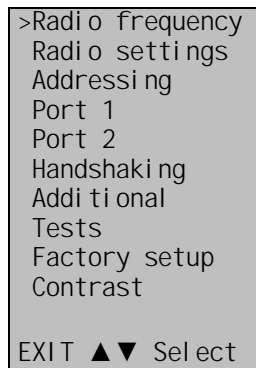 >Radio frequency
Radio settings
Addressing
Port 1
Port 2
Handshaking
Additional
Tests
Factory setup
Contrast
EXIT ▲▼ Select